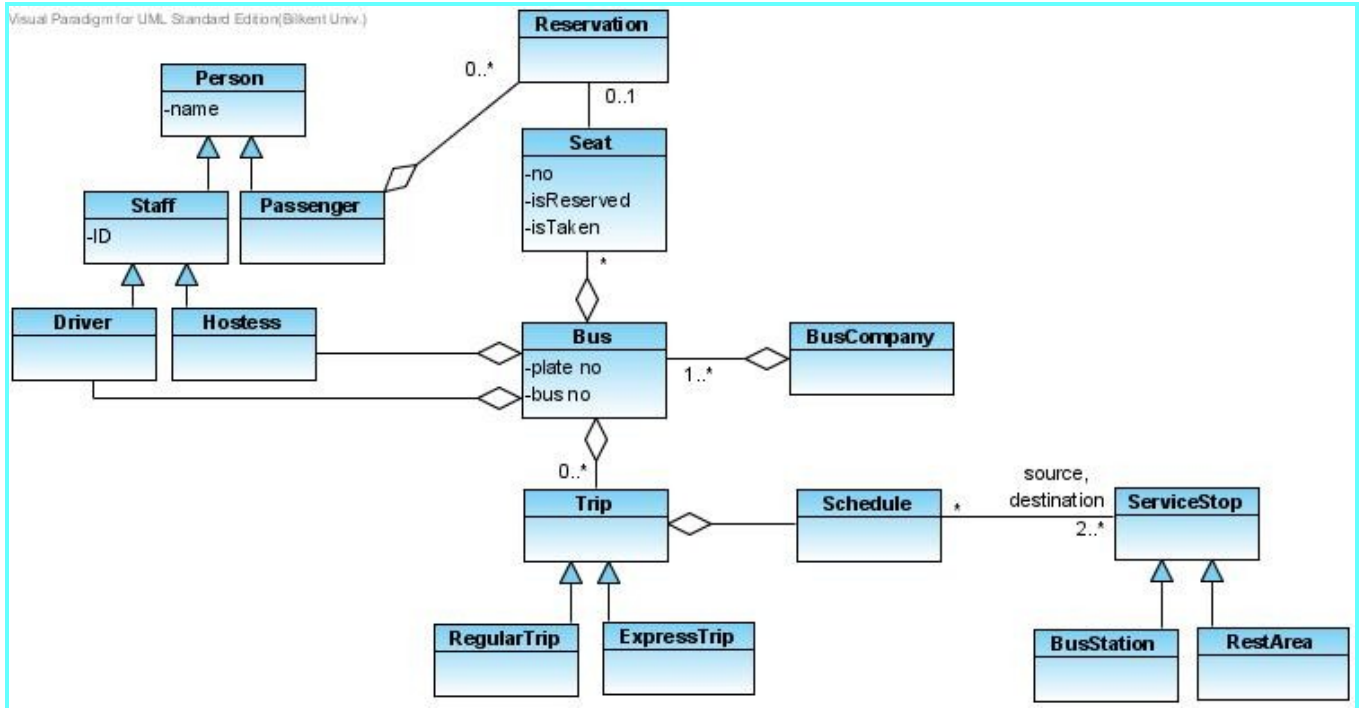 Visual Paradigm for UML Standard Edition(Bilkent Univ.)
Reservation
0..*
0..1
Person
-name
Seat
-no
-isReserved
-isTaken
*
Staff
-ID
Passenger
Driver
Hostess
Bus
-plate no
-bus no
1..*
BusCompany
0..*
Trip
Schedule
*
source,
destination
2..*
ServiceStop
RegularTrip
ExpressTrip
BusStation
RestArea